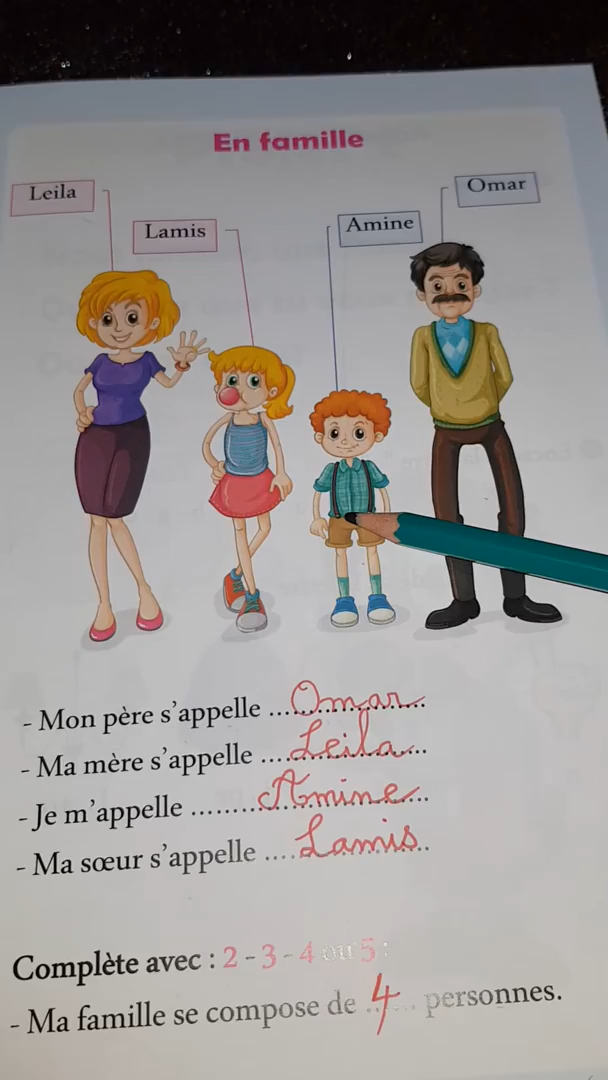 En famille
Leila
Lamis
Amine
Omar
- Mon père s'appelle ...Omar...
- Ma mère s'appelle ....Leila...
- Je m'appelle .......Amine...
- Ma sœur s'appelle ....Lamis..
Complète avec : 2 - 3 - 4 ou 5 :
- Ma famille se compose de ..4.... personnes.